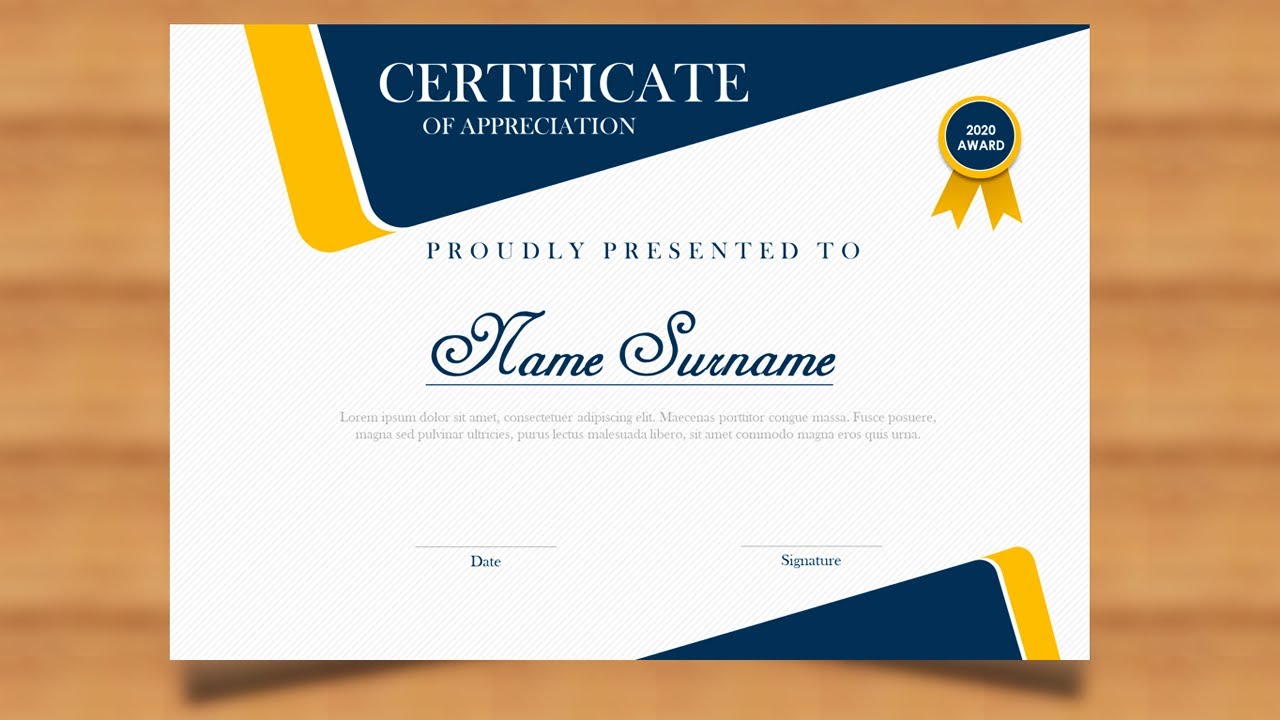 CERTIFICATE
OF APPRECIATION
2020
AWARD
PROUDLY PRESENTED TO
Name Surname
Lorem ipsum dolor sit amet, consectetuer adipiscing elit. Maecenas porttitor congue massa. Fusce posuere,
magna sed pulvinar ultricies, purus lectus malesuada libero, sit amet commodo magna eros quis urna.
Date
Signature